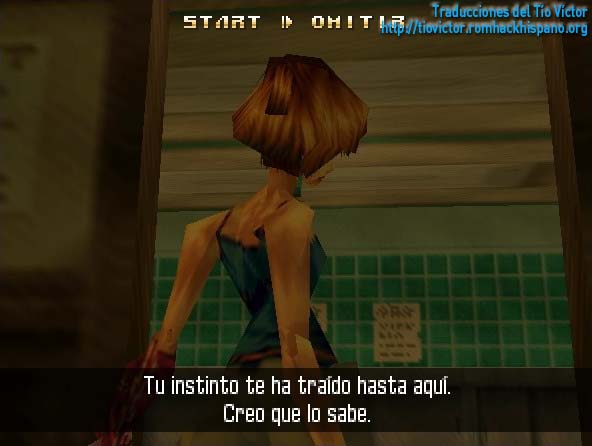 START ▶ OMITIR
Traducciones del Tío Víctor
http://tiovictor.romhackhispano.org
Tu instinto te ha traído hasta aquí.
Creo que lo sabe.